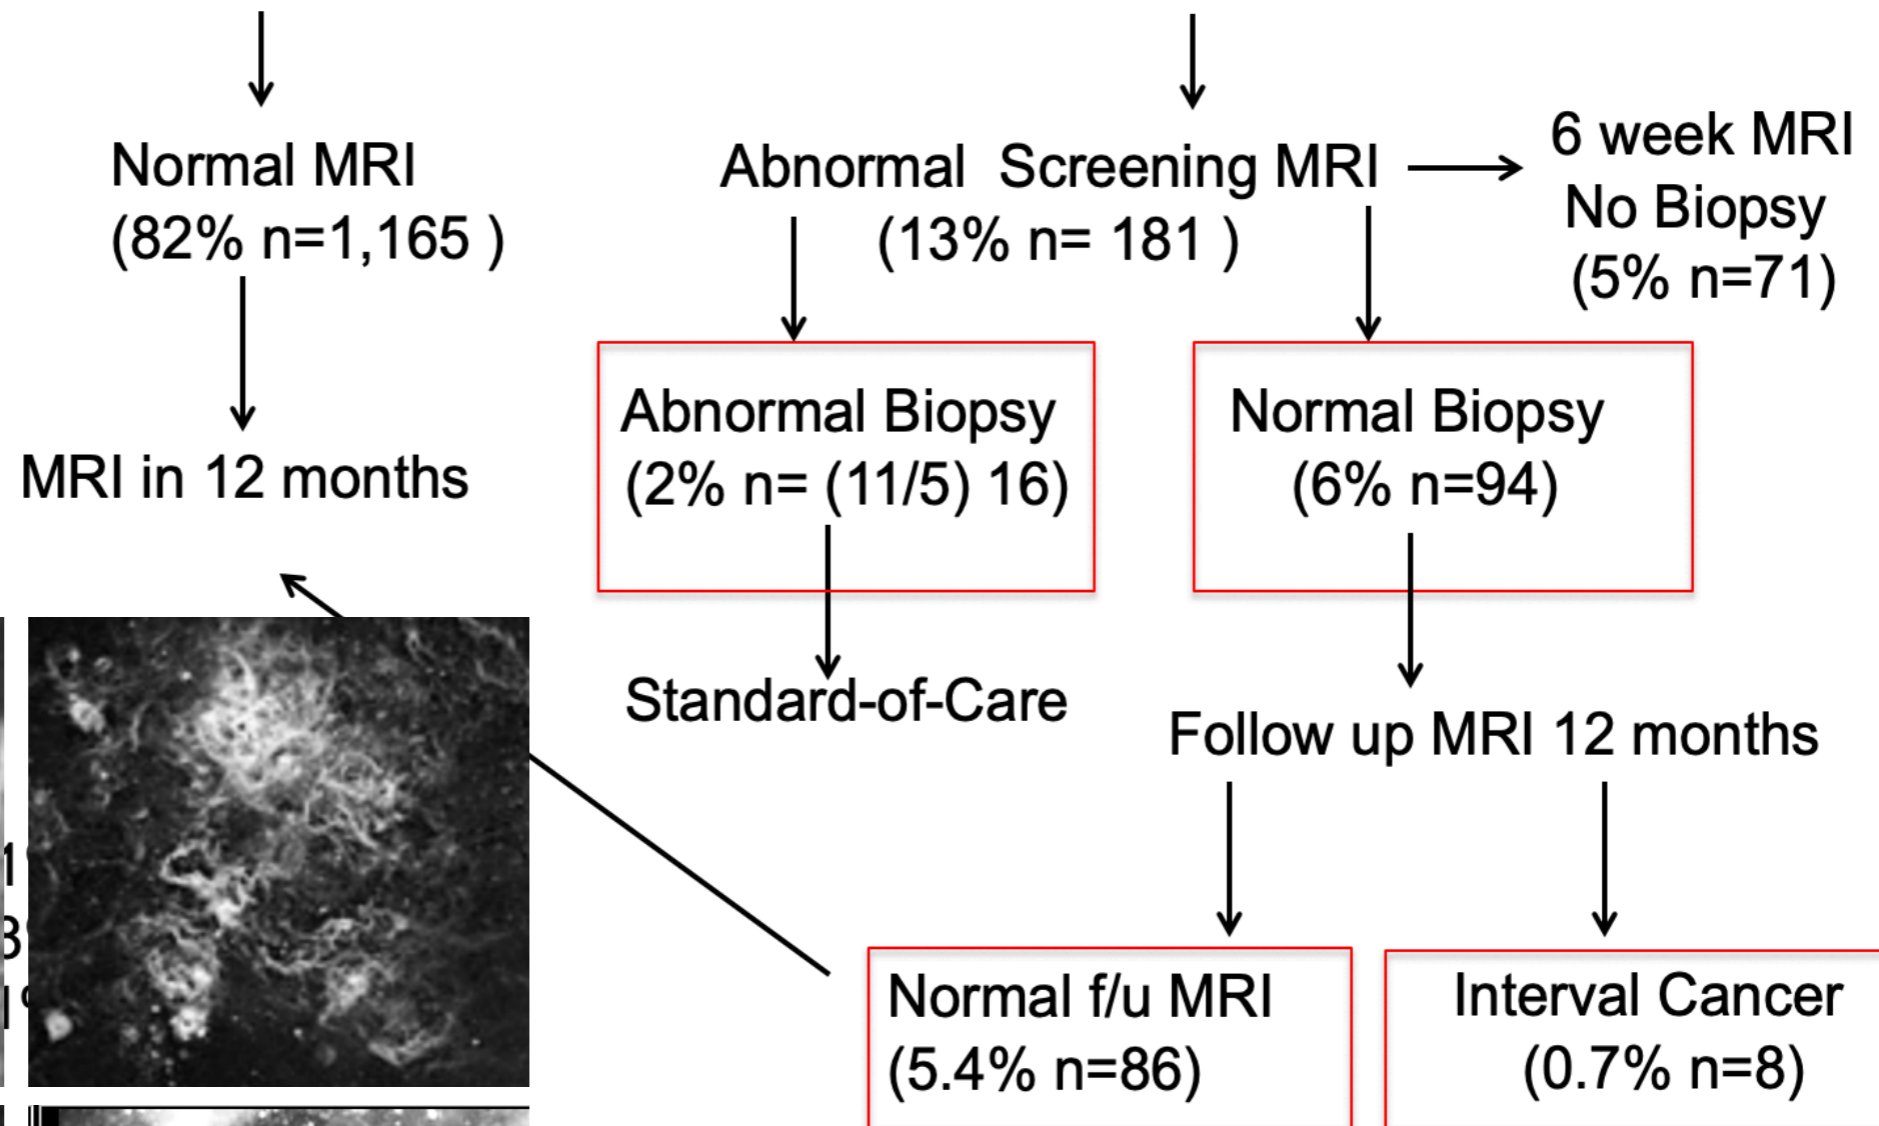 Normal MRI
(82% n=1,165 )
MRI in 12 months
Abnormal Screening MRI
(13% n= 181 )
6 week MRI
No Biopsy
(5% n=71)
Abnormal Biopsy
(2% n= (11/5) 16)
Standard-of-Care
Normal Biopsy
(6% n=94)
Follow up MRI 12 months
Normal f/u MRI
(5.4% n=86)
Interval Cancer
(0.7% n=8)